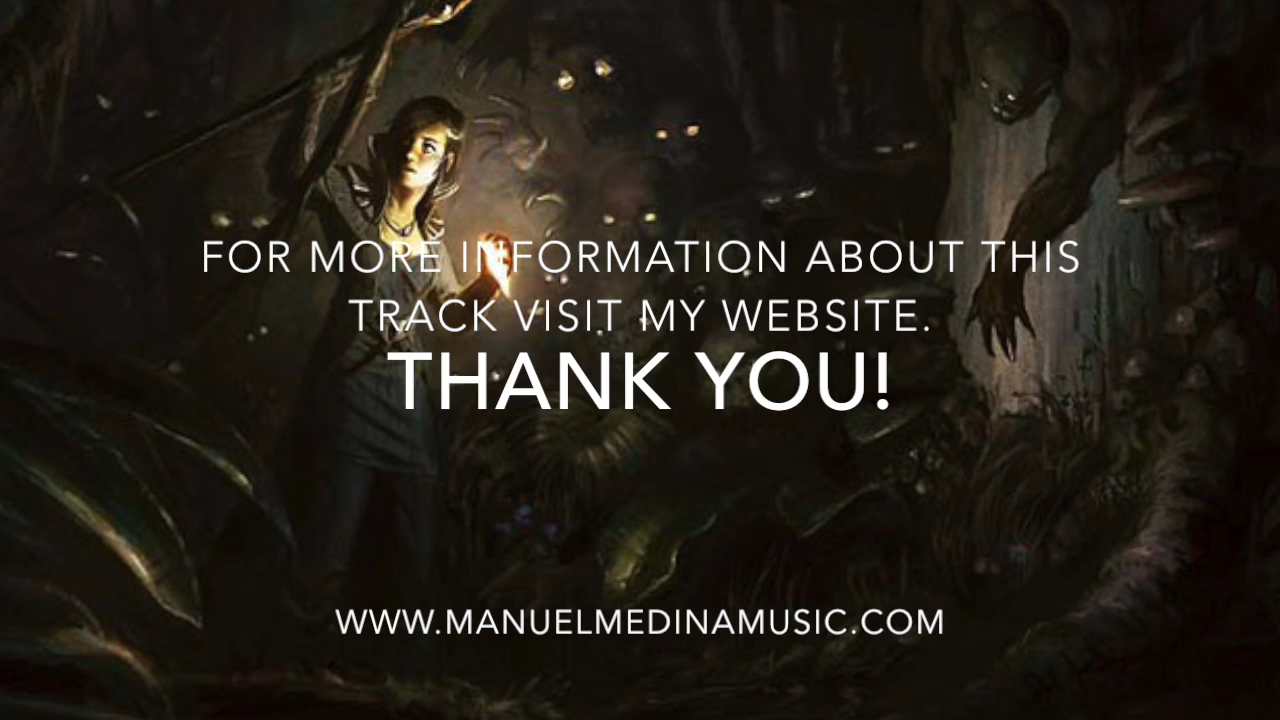 FOR MORE INFORMATION ABOUT THIS
TRACK VISIT MY WEBSITE.
THANK YOU!
WWW.MANUELMEDINAMUSIC.COM